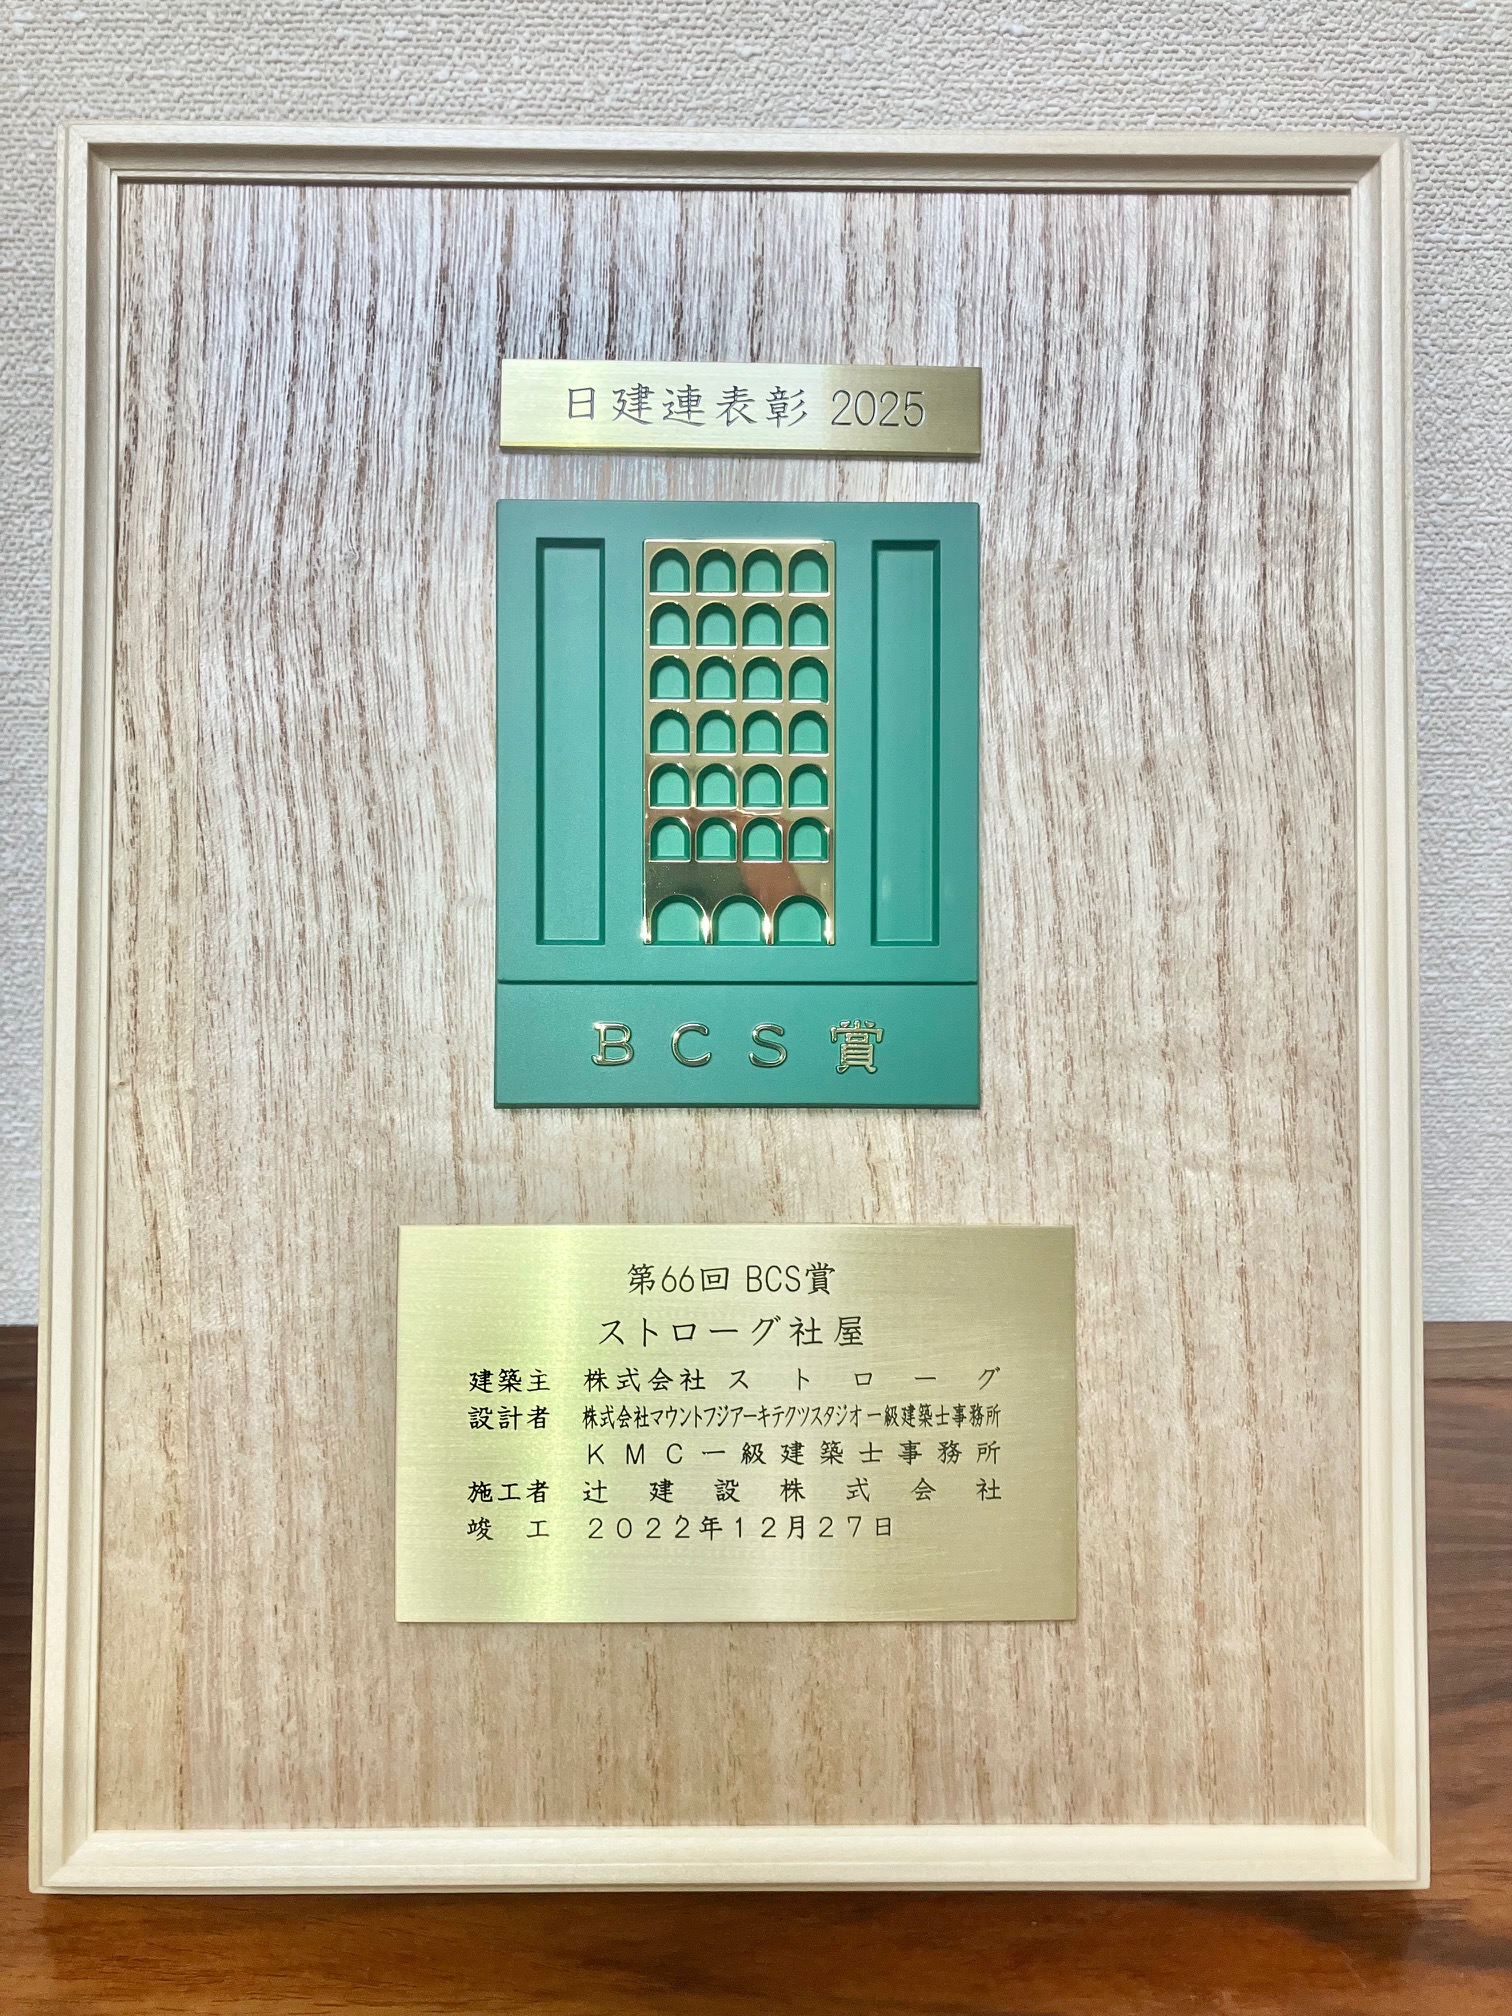 日建連表彰 2025
BCS賞
第66回 BCS賞
ストローグ社屋
建築主 株式会社ストローグ
設計者 株式会社マウントフジアーキテクツスタジオ一級建築士事務所
KMC一級建築士事務所
施工者 辻建設株式会社
竣工 2022年12月27日